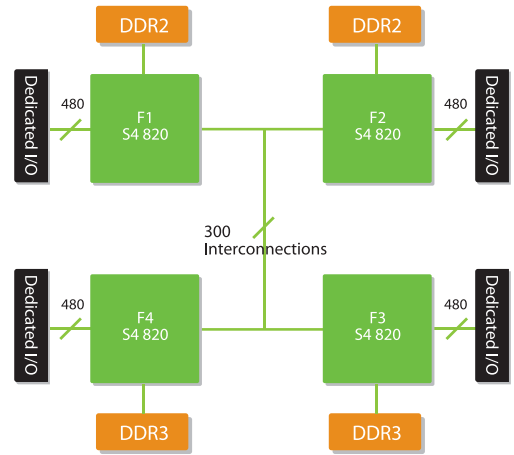 DDR2
DDR2
Dedicated I/O
480
F1
S4 820
F2
S4 820
480
Dedicated I/O
300
Interconnections
Dedicated I/O
480
F4
S4 820
F3
S4 820
480
Dedicated I/O
DDR3
DDR3